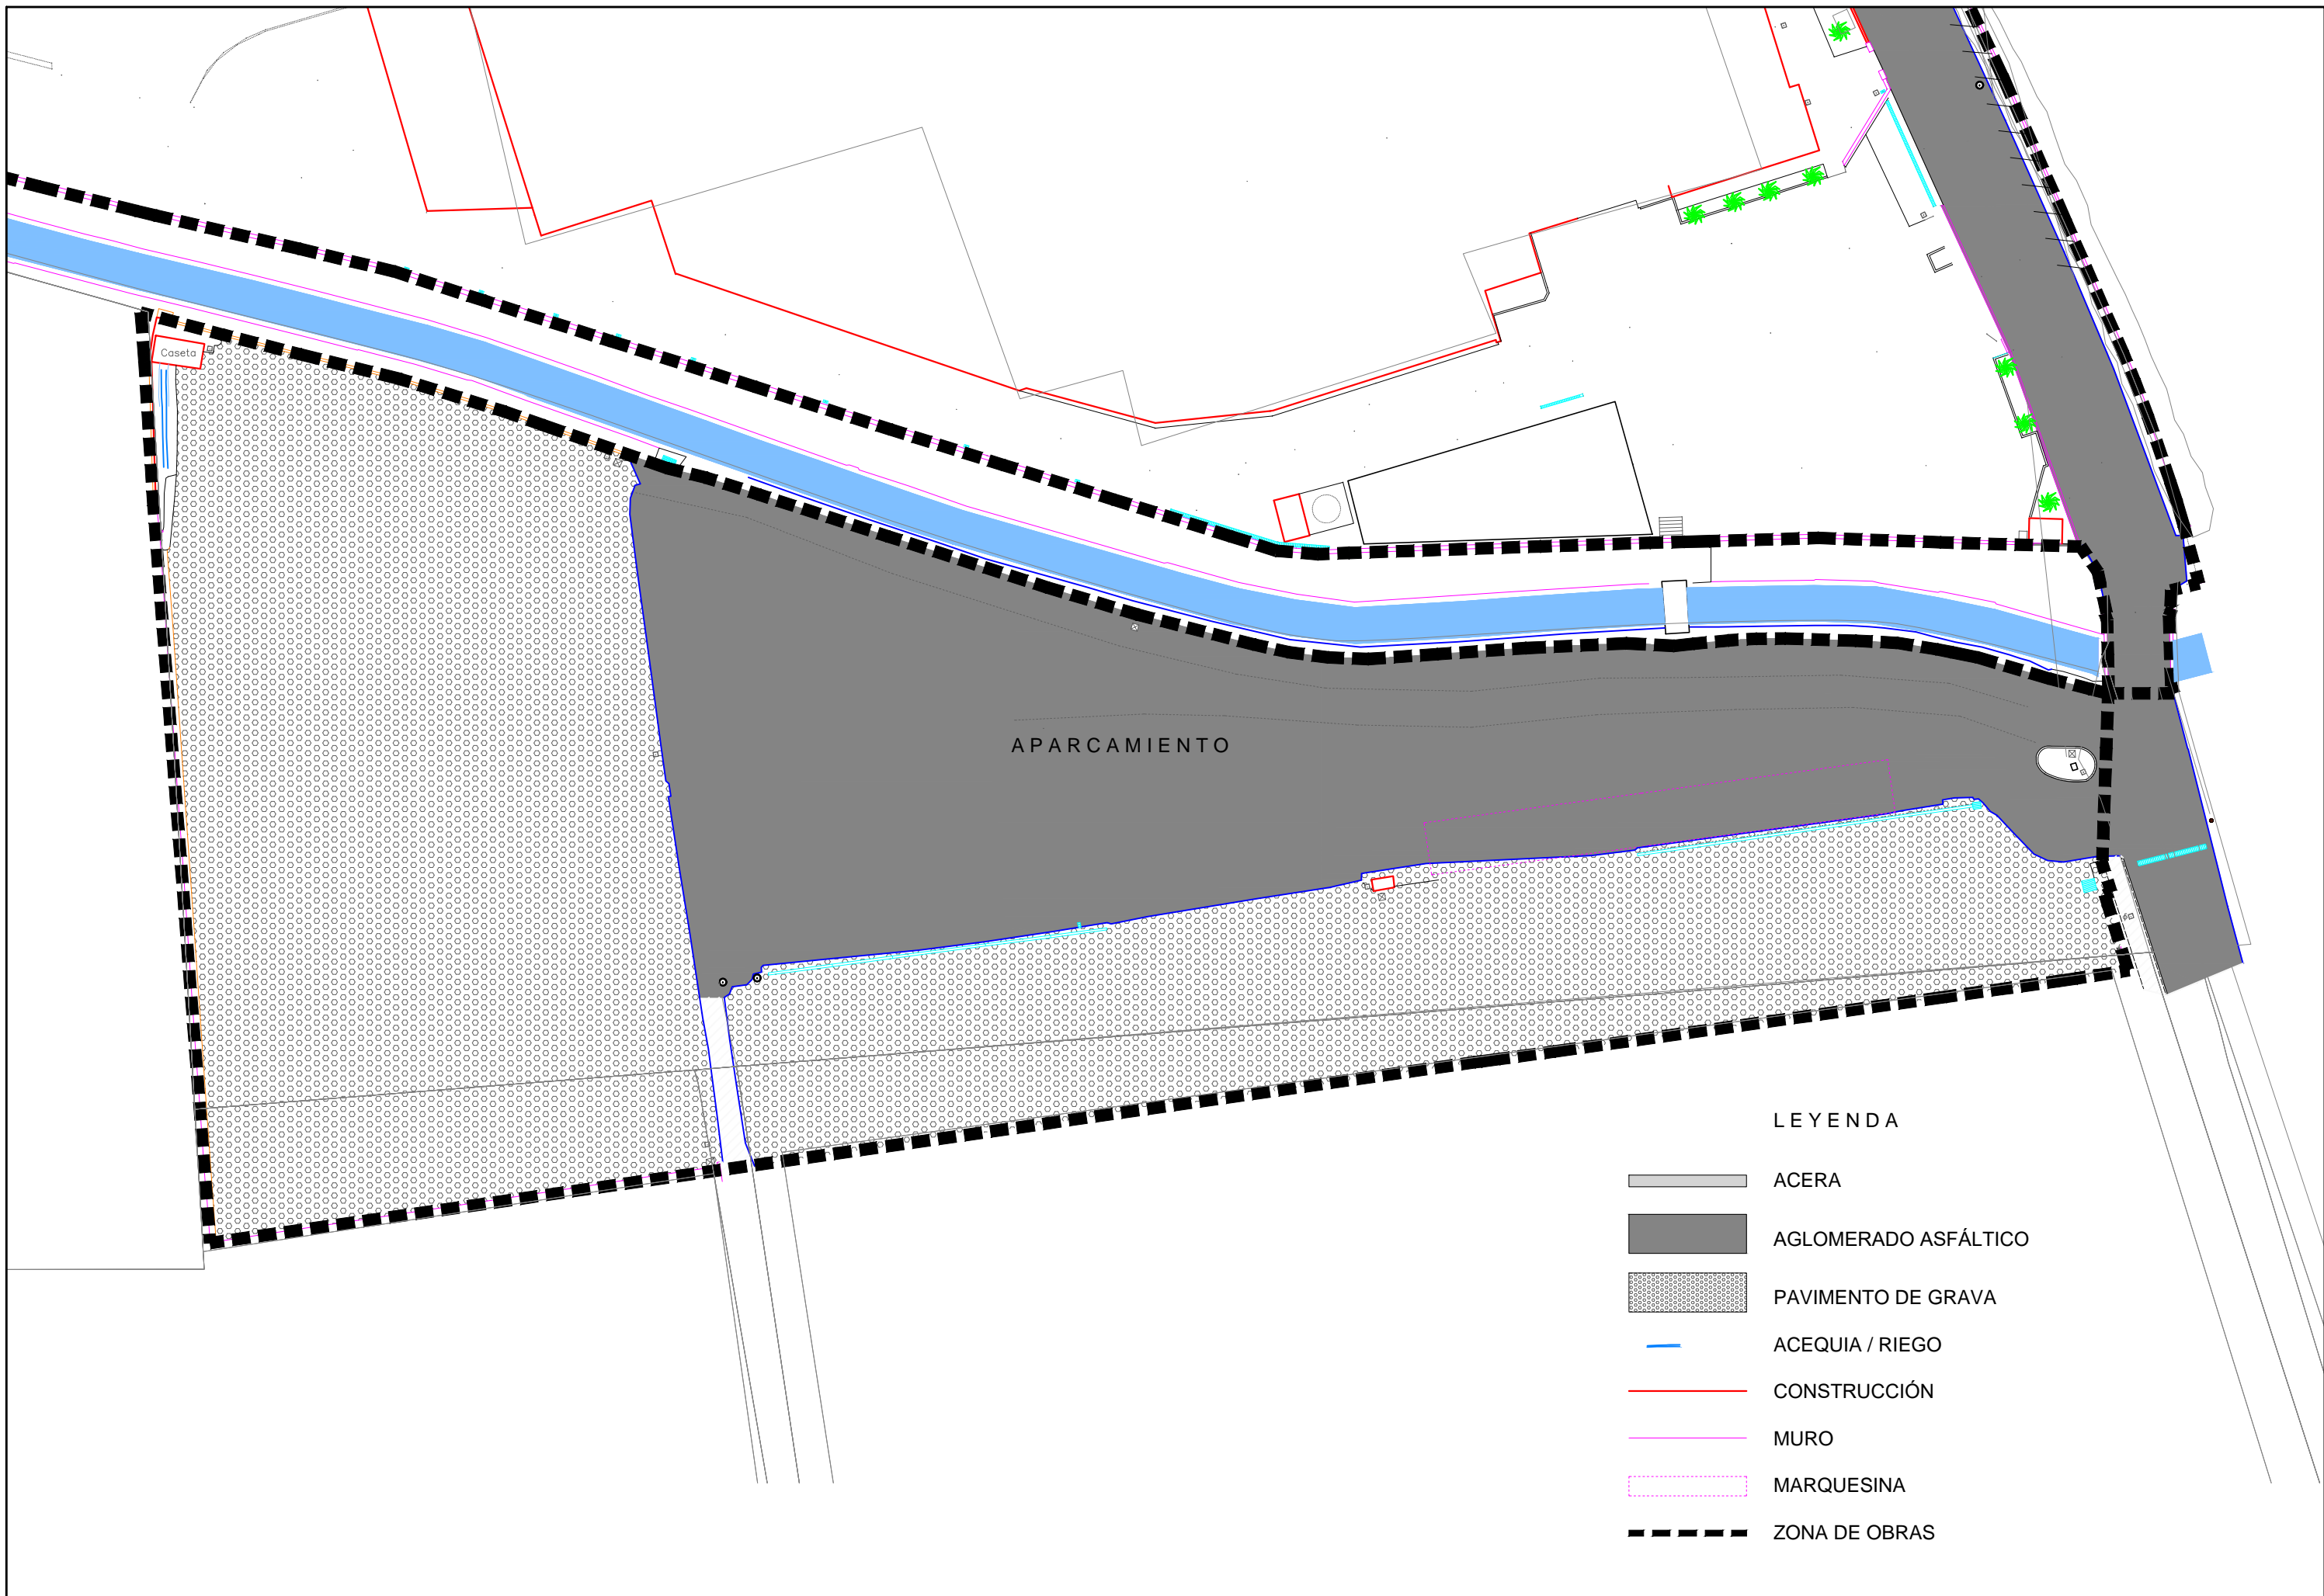 Caseta
APARCAMIENTO
LEYENDA
ACERA
AGLOMERADO ASFÁLTICO
PAVIMENTO DE GRAVA
ACEQUIA / RIEGO
CONSTRUCCIÓN
MURO
MARQUESINA
ZONA DE OBRAS